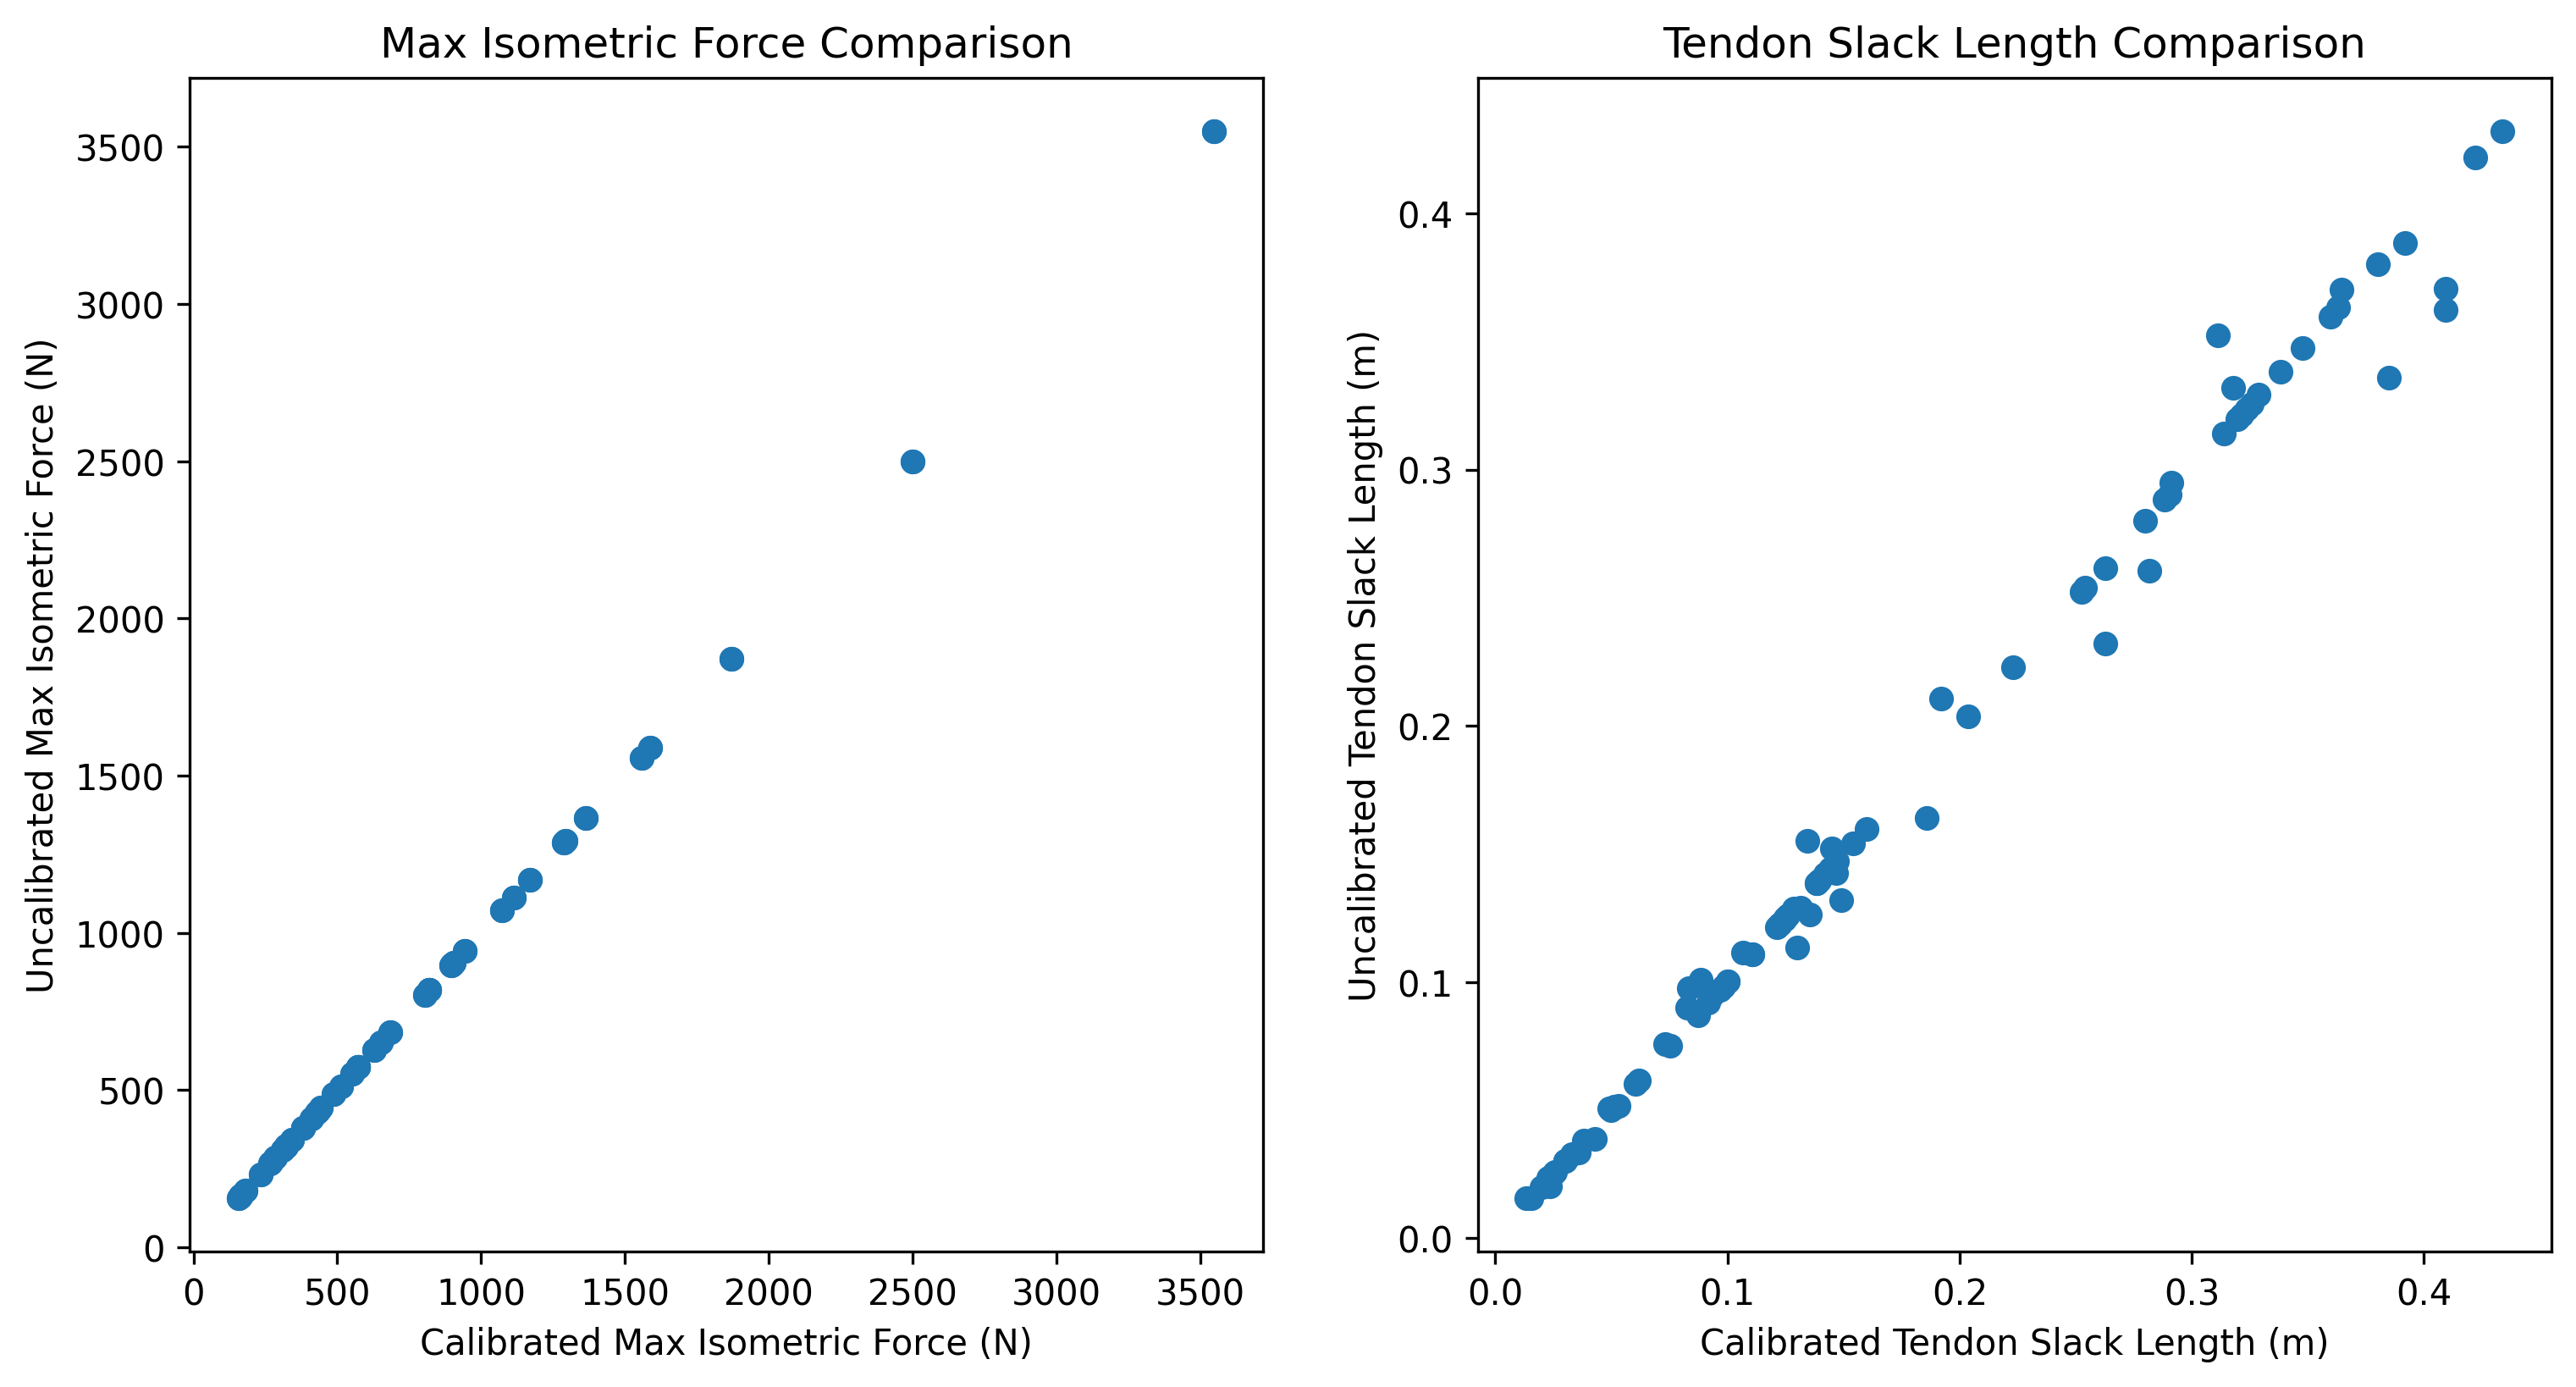 Max Isometric Force Comparison
Uncalibrated Max Isometric Force (N)
3500
3000
2500
2000
1500
1000
500
0
0 500 1000 1500 2000 2500 3000 3500
Calibrated Max Isometric Force (N)
Tendon Slack Length Comparison
Uncalibrated Tendon Slack Length (m)
0.4
0.3
0.2
0.1
0.0
0.0 0.1 0.2 0.3 0.4
Calibrated Tendon Slack Length (m)